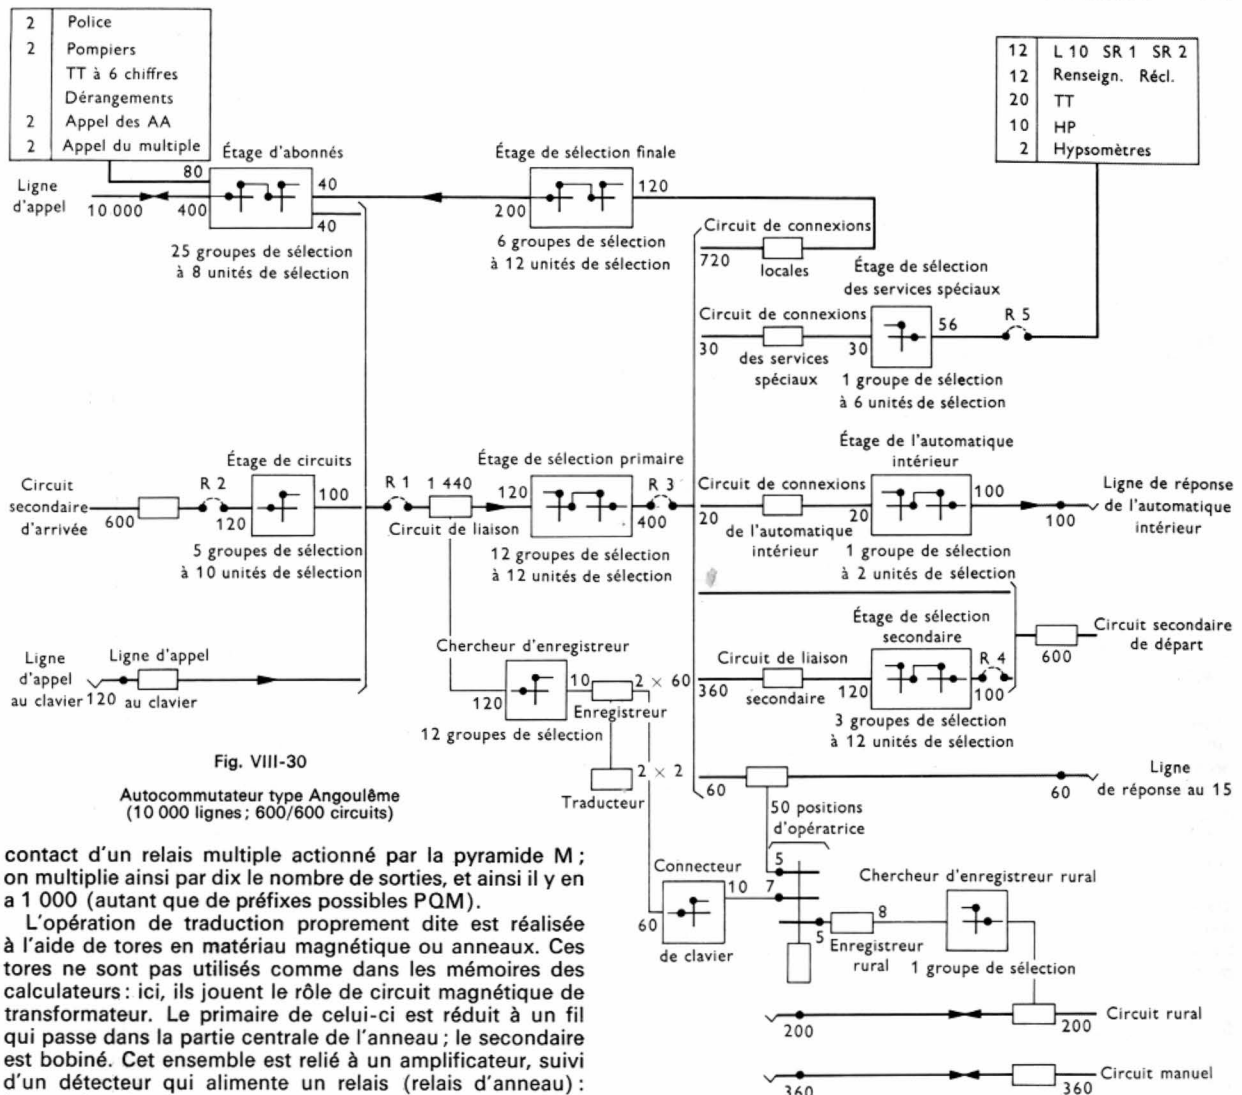 2 Police
2 Pompiers
TT à 6 chiffres
Dérangements
2 Appel des AA
2 Appel du multiple
12 L 10 SR 1 SR 2
12 Renseign. Récl.
20 TT
10 HP
2 Hypsomètres
Étage d'abonnés
80
40
Ligne
d'appel
10 000
400
40
25 groupes de sélection
à 8 unités de sélection
Étage de sélection finale
120
200
6 groupes de sélection
à 12 unités de sélection
Circuit de connexions
720
locales
Étage de sélection
des services spéciaux
Circuit de connexions
56
R 5
30
des services
spéciaux
30
1 groupe de sélection
à 6 unités de sélection
Étage de circuits
Circuit
secondaire
d'arrivée
600
R 2
120
100
5 groupes de sélection
à 10 unités de sélection
R 1
1 440
Circuit de liaison
Étage de sélection primaire
120
R 3
400
12 groupes de sélection
à 12 unités de sélection
Étage de l'automatique
intérieur
Circuit de connexions
20
de l'automatique
intérieur
20
100
1 groupe de sélection
à 2 unités de sélection
100
Ligne de réponse
de l'automatique
intérieur
Étage de sélection
secondaire
Circuit de liaison
360
secondaire
120
R 4
100
3 groupes de sélection
à 12 unités de sélection
600
Circuit secondaire
de départ
Ligne
d'appel
au clavier
120
Ligne d'appel
au clavier
Chercheur d'enregistreur
120
10
2 × 60
Enregistreur
12 groupes de sélection
2 × 2
Traducteur
60
60
Ligne
de réponse au 15
50 positions
d'opératrice
Connecteur
60
10
de clavier
5
7
5
8
Enregistreur
rural
Chercheur d'enregistreur rural
1 groupe de sélection
200
200
Circuit rural
360
360
Circuit manuel
Fig. VIII-30
Autocommutateur type Angoulême
(10 000 lignes ; 600/600 circuits)
contact d'un relais multiple actionné par la pyramide M ;
on multiplie ainsi par dix le nombre de sorties, et ainsi il y en
a 1 000 (autant que de préfixes possibles PQM).
L'opération de traduction proprement dite est réalisée
à l'aide de tores en matériau magnétique ou anneaux. Ces
tores ne sont pas utilisés comme dans les mémoires des
calculateurs : ici, ils jouent le rôle de circuit magnétique de
transformateur. Le primaire de celui-ci est réduit à un fil
qui passe dans la partie centrale de l'anneau ; le secondaire
est bobiné. Cet ensemble est relié à un amplificateur, suivi
d'un détecteur qui alimente un relais (relais d'anneau) :